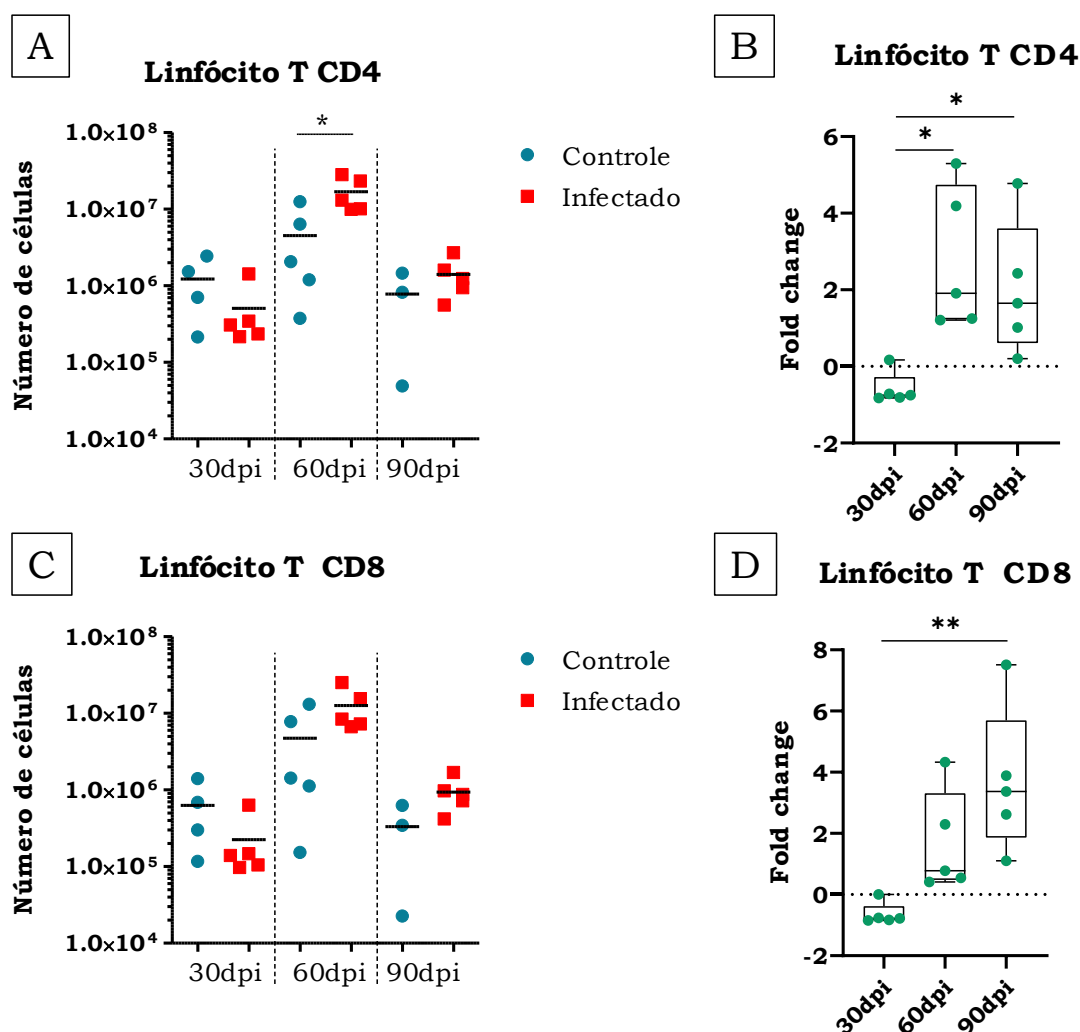 A
Linfócito T CD4
Número de células
1.0×10⁸
1.0×10⁷
1.0×10⁶
1.0×10⁵
1.0×10⁴
*
30dpi
60dpi
90dpi
Controle
Infectado
B
Linfócito T CD4
Fold change
6
4
2
0
-2
*
*
30dpi
60dpi
90dpi
C
Linfócito T CD8
Número de células
1.0×10⁸
1.0×10⁷
1.0×10⁶
1.0×10⁵
1.0×10⁴
30dpi
60dpi
90dpi
Controle
Infectado
D
Linfócito T CD8
Fold change
8
6
4
2
0
-2
**
30dpi
60dpi
90dpi